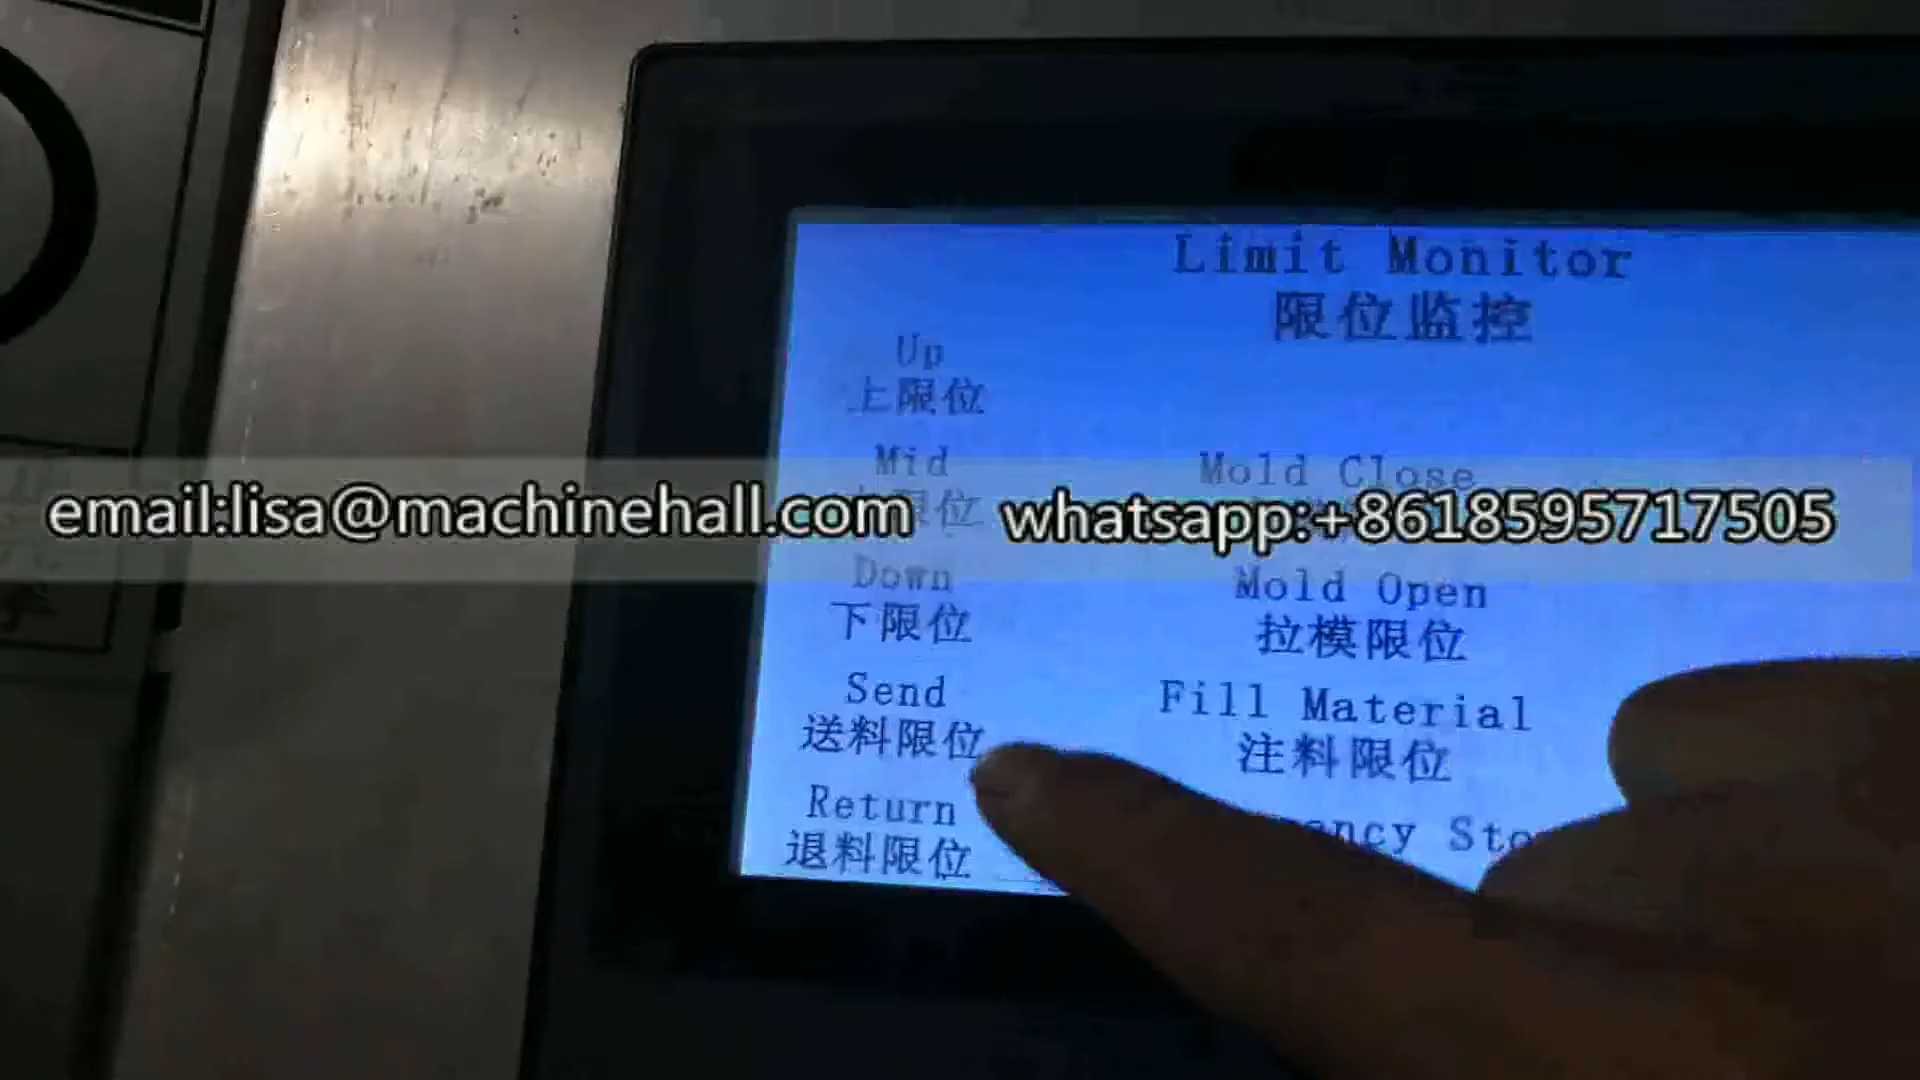 Limit Monitor
限位监控
Up
上限位
Mid
限位
Mold Close
email:lisa@machinehall.com
whatsapp:+8618595717505
Down
下限位
Mold Open
拉模限位
Send
送料限位
Fill Material
注料限位
Return
退料限位